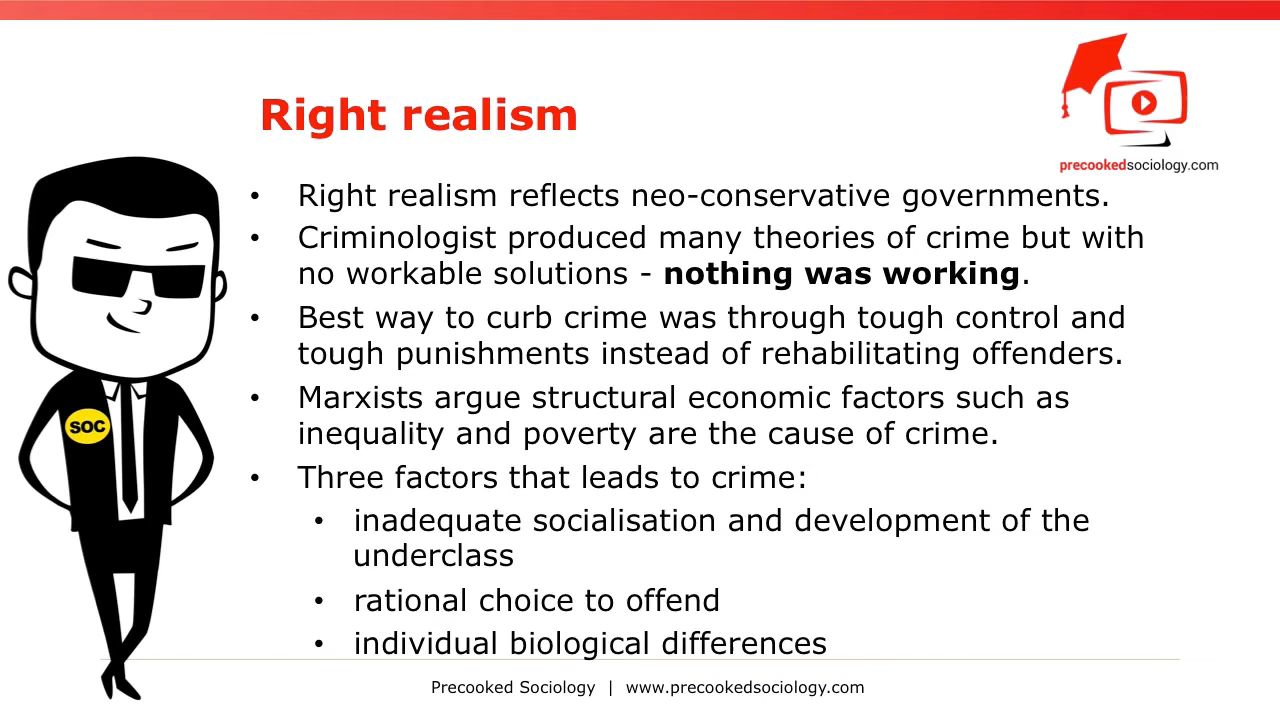 Right realism
precookedsociology.com
• Right realism reflects neo-conservative governments.
• Criminologist produced many theories of crime but with
no workable solutions - nothing was working.
• Best way to curb crime was through tough control and
tough punishments instead of rehabilitating offenders.
• Marxists argue structural economic factors such as
inequality and poverty are the cause of crime.
SOC
• Three factors that leads to crime:
• inadequate socialisation and development of the
underclass
• rational choice to offend
• individual biological differences
Precooked Sociology | www.precookedsociology.com